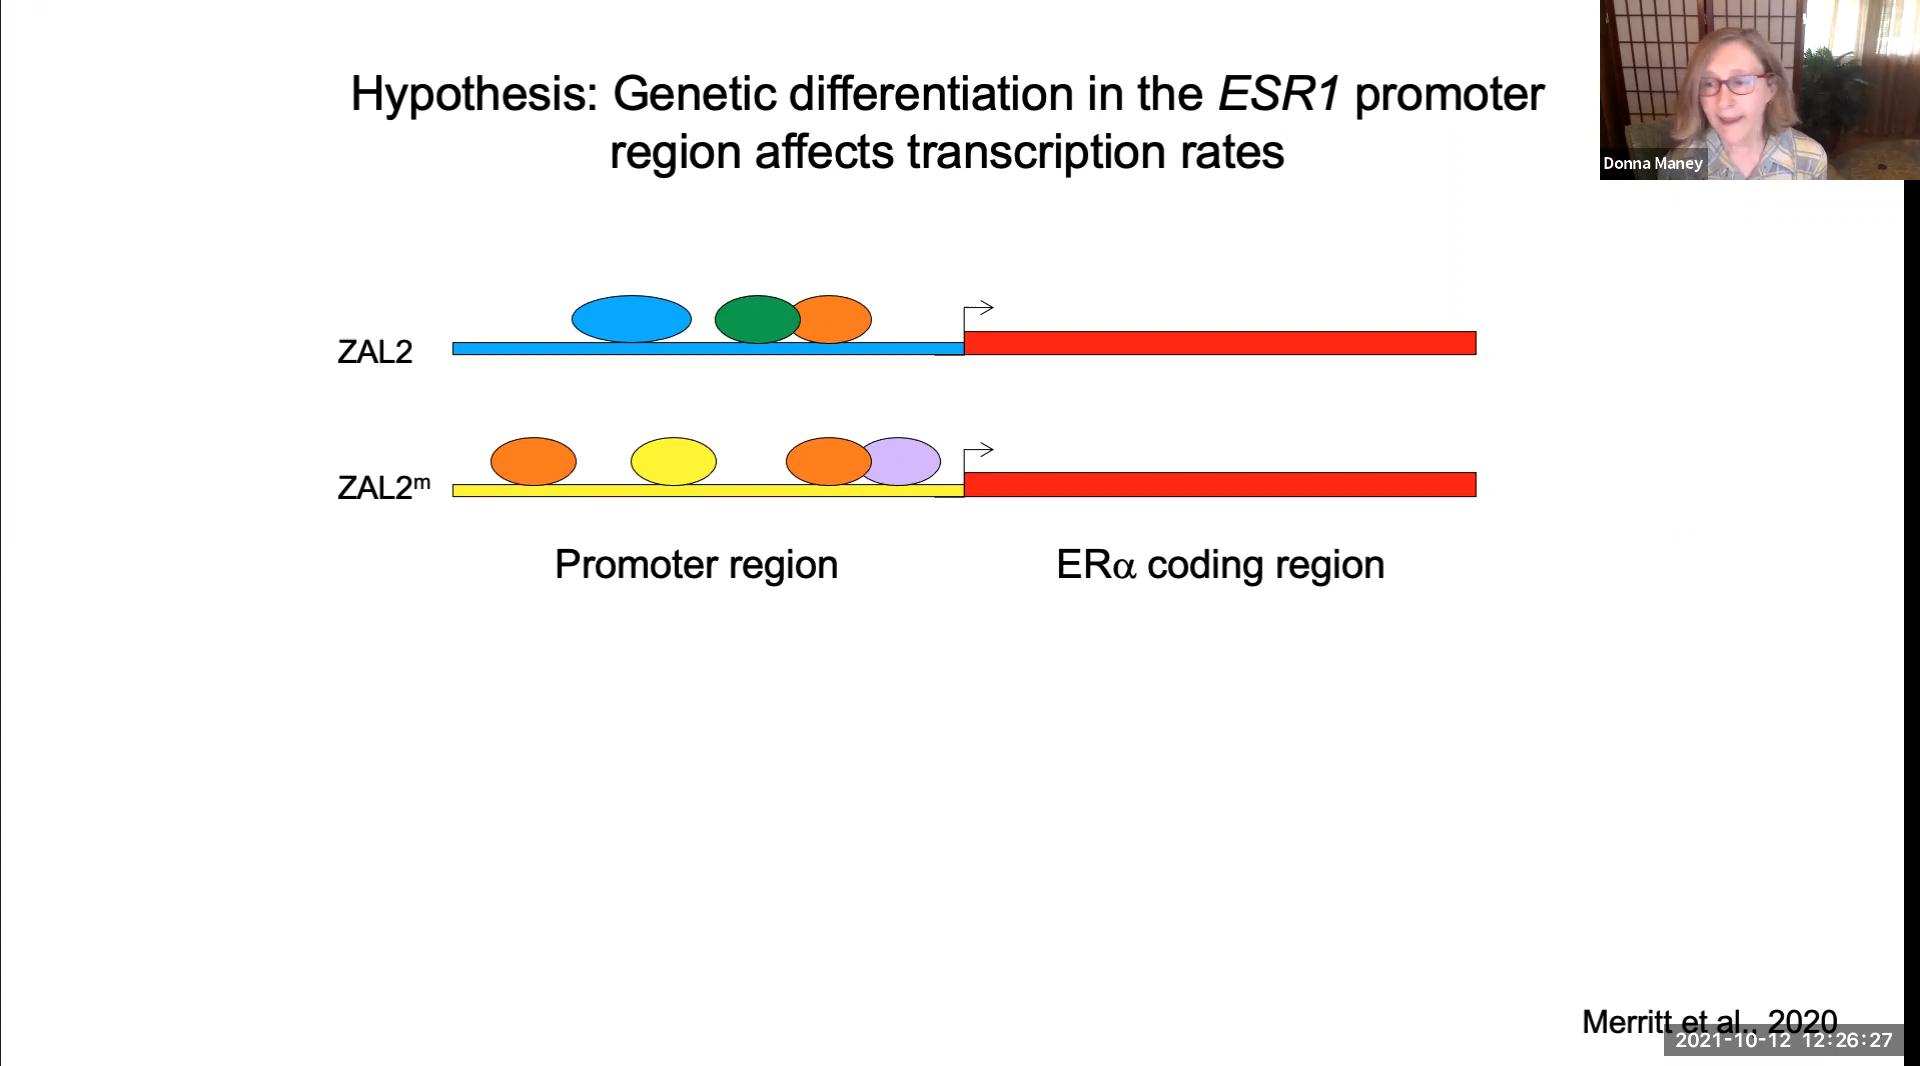 Hypothesis: Genetic differentiation in the ESR1 promoter
region affects transcription rates
Donna Maney
ZAL2
ZAL2ᵐ
Promoter region
ERα coding region
Merritt et al., 2020
2021-10-12 12:26:27